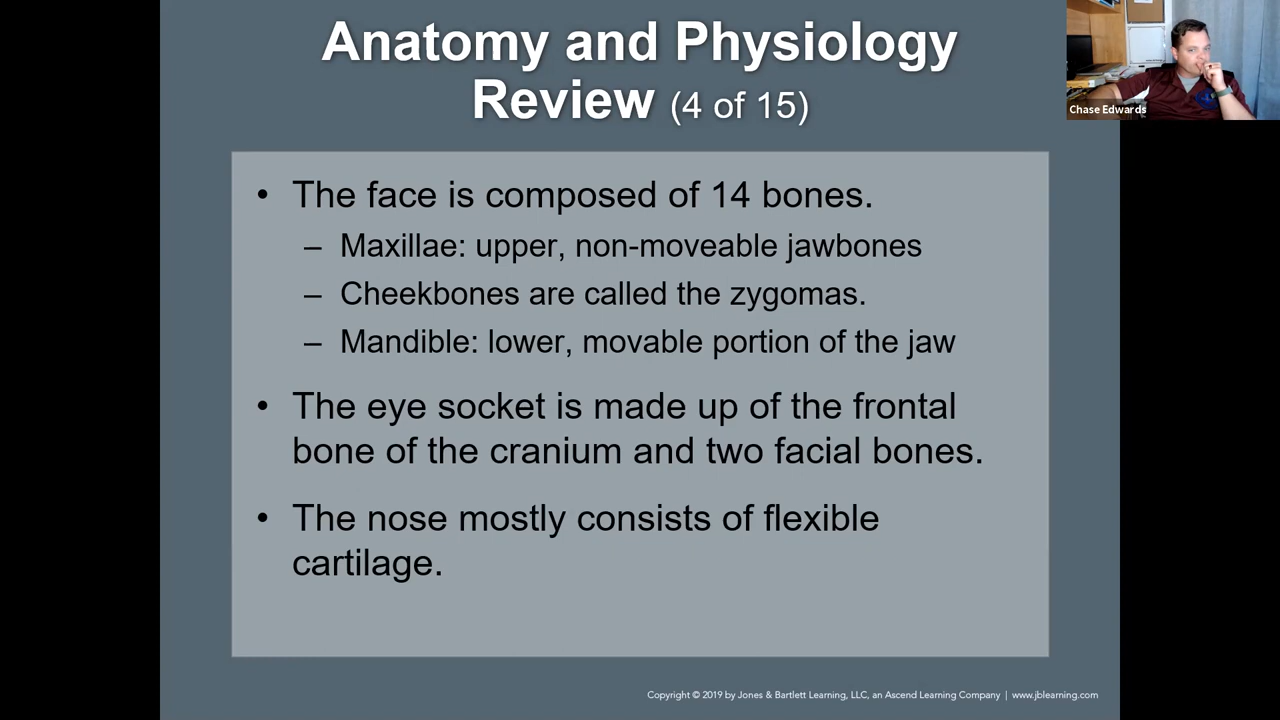 Anatomy and Physiology
Review (4 of 15)
Chase Edwards
• The face is composed of 14 bones.
– Maxillae: upper, non-moveable jawbones
– Cheekbones are called the zygomas.
– Mandible: lower, movable portion of the jaw
• The eye socket is made up of the frontal
bone of the cranium and two facial bones.
• The nose mostly consists of flexible
cartilage.
Copyright © 2019 by Jones & Bartlett Learning, LLC, an Ascend Learning Company | www.jblearning.com